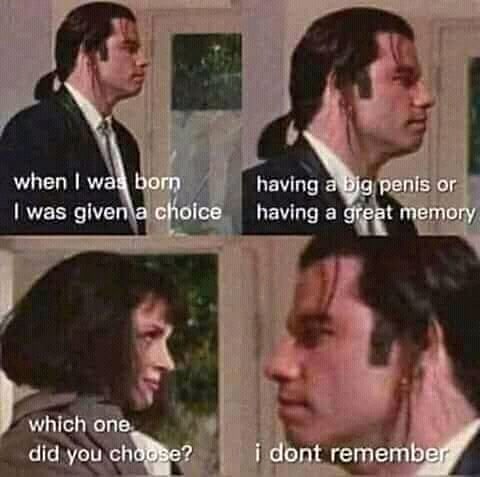 when I was born
I was given a choice
having a big penis or
having a great memory
which one
did you choose?
i dont remember